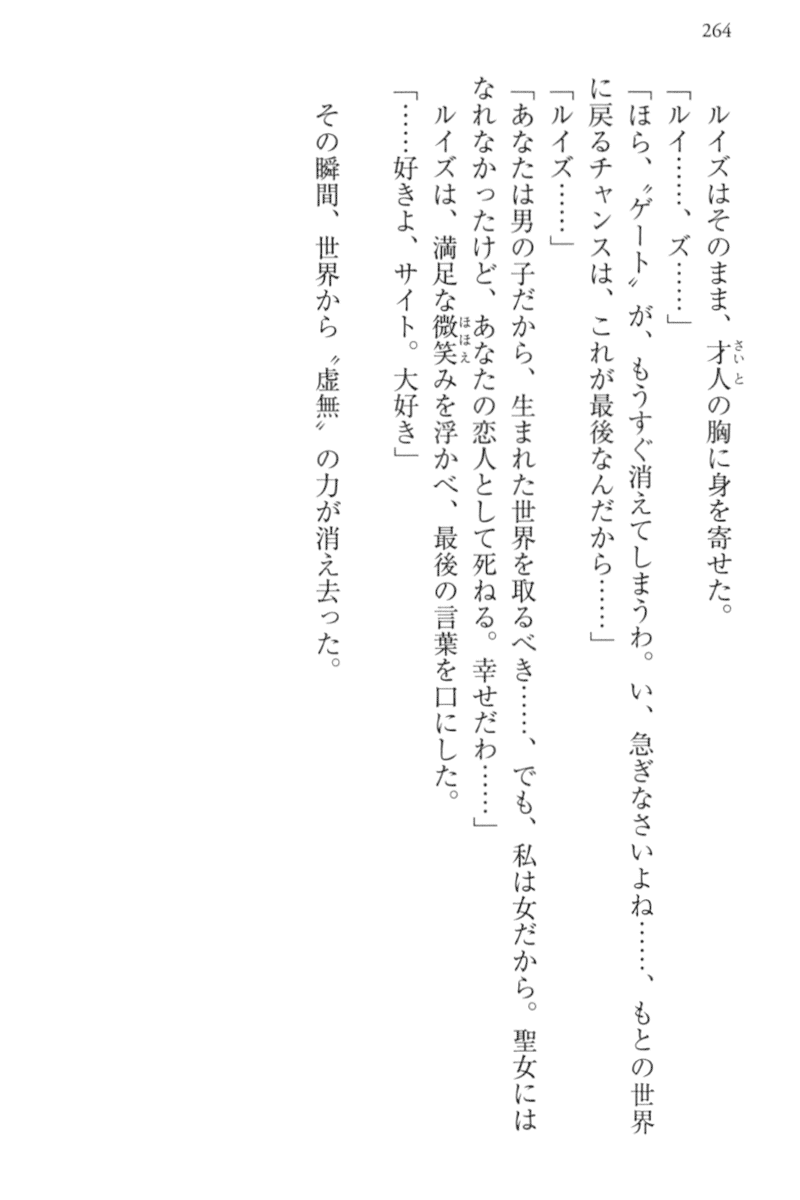 264
ルイズはそのまま、才人の胸に身を寄せた。
さいと
「ルイ……、ズ……」
「ほら、〝ゲート〟が、もうすぐ消えてしまうわ。い、急ぎなさいよね……、もとの世界
に戻るチャンスは、これが最後なんだから……」
「ルイズ……」
「あなたは男の子だから、生まれた世界を取るべき……、でも、私は女だから。聖女には
なれなかったけど、あなたの恋人として死ねる。幸せだわ……」
ルイズは、満足な微笑みを浮かべ、最後の言葉を口にした。
ほほえ
「……好きよ、サイト。大好き」
その瞬間、世界から〝虚無〟の力が消え去った。